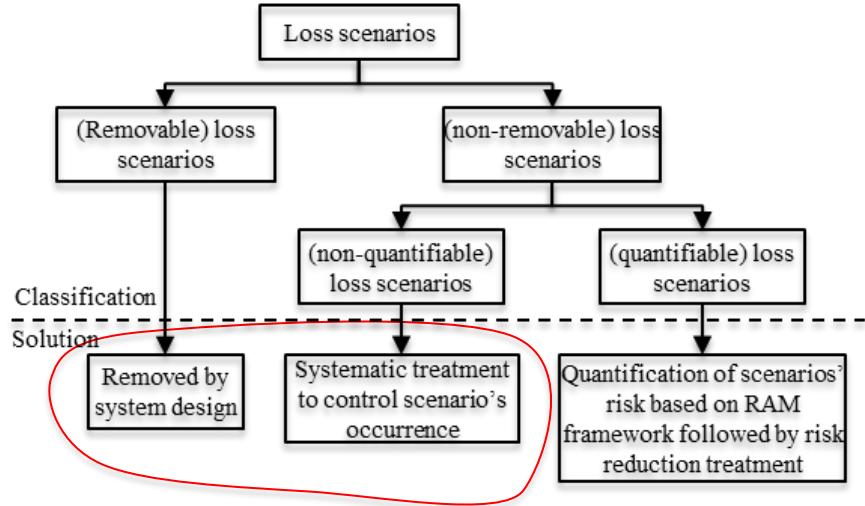 Loss scenarios
(Removable) loss
scenarios
(non-removable) loss
scenarios
(non-quantifiable)
loss scenarios
(quantifiable) loss
scenarios
Classification
Solution
Removed by
system design
Systematic treatment
to control scenario's
occurrence
Quantification of scenarios'
risk based on RAM
framework followed by risk
reduction treatment